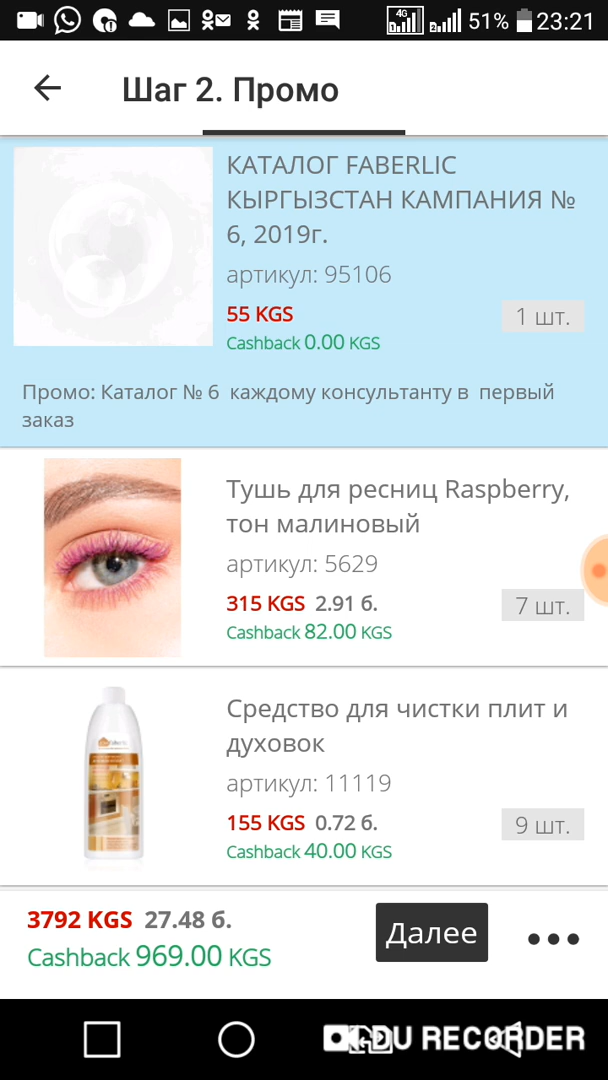 4G
1
2
51%
23:21
Шаг 2. Промо
КАТАЛОГ FABERLIC
КЫРГЫЗСТАН КАМПАНИЯ №
6, 2019г.
артикул: 95106
55 KGS
1 шт.
Cashback 0.00 KGS
Промо: Каталог № 6 каждому консультанту в первый
заказ
Тушь для ресниц Raspberry,
тон малиновый
артикул: 5629
315 KGS 2.91 б.
7 шт.
Cashback 82.00 KGS
Средство для чистки плит и
духовок
артикул: 11119
155 KGS 0.72 б.
9 шт.
Cashback 40.00 KGS
3792 KGS 27.48 б.
Cashback 969.00 KGS
Далее
DU RECORDER